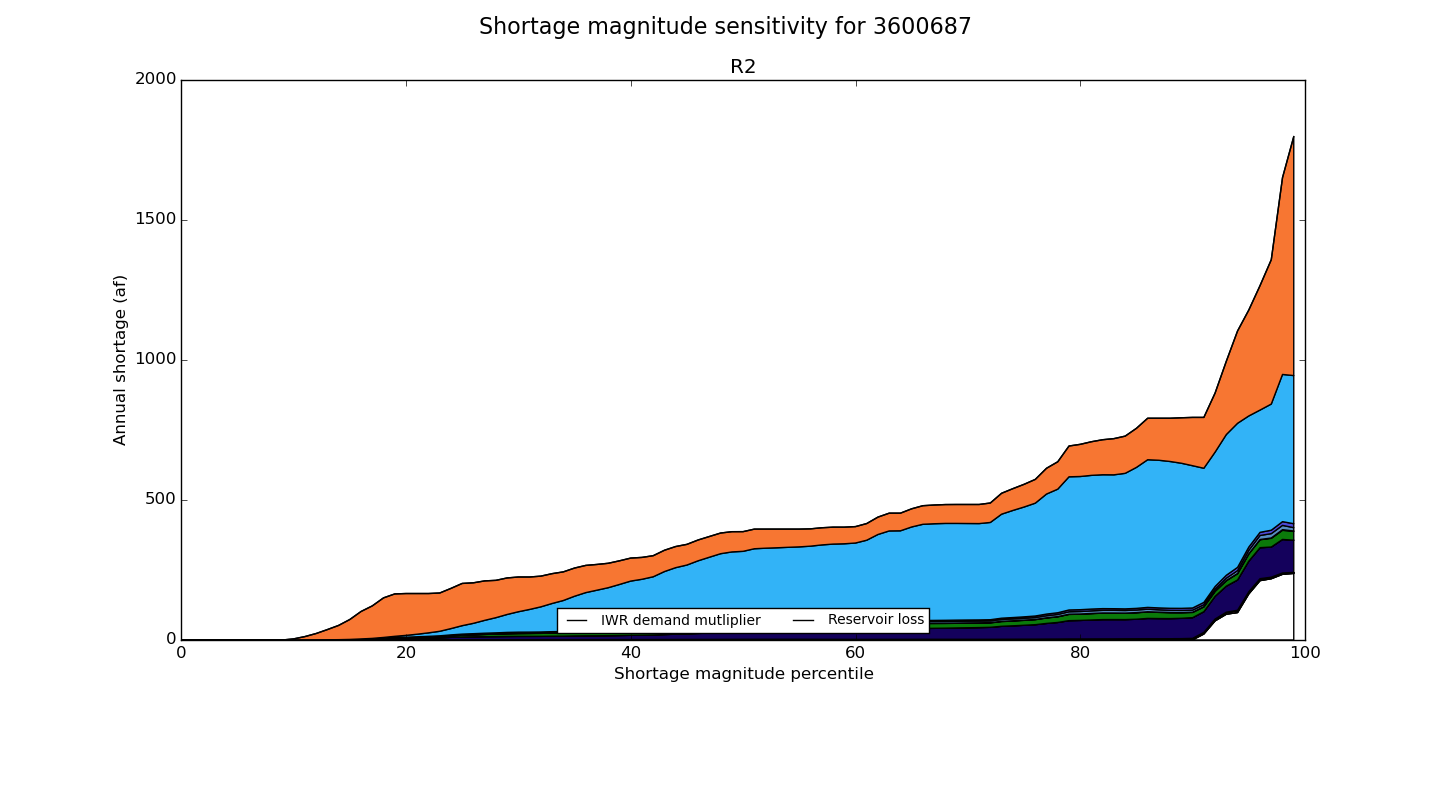 Shortage magnitude sensitivity for 3600687
R2
2000
1500
1000
500
0
Annual shortage (af)
IWR demand mutliplier Reservoir loss
0 20 40 60 80 100
Shortage magnitude percentile